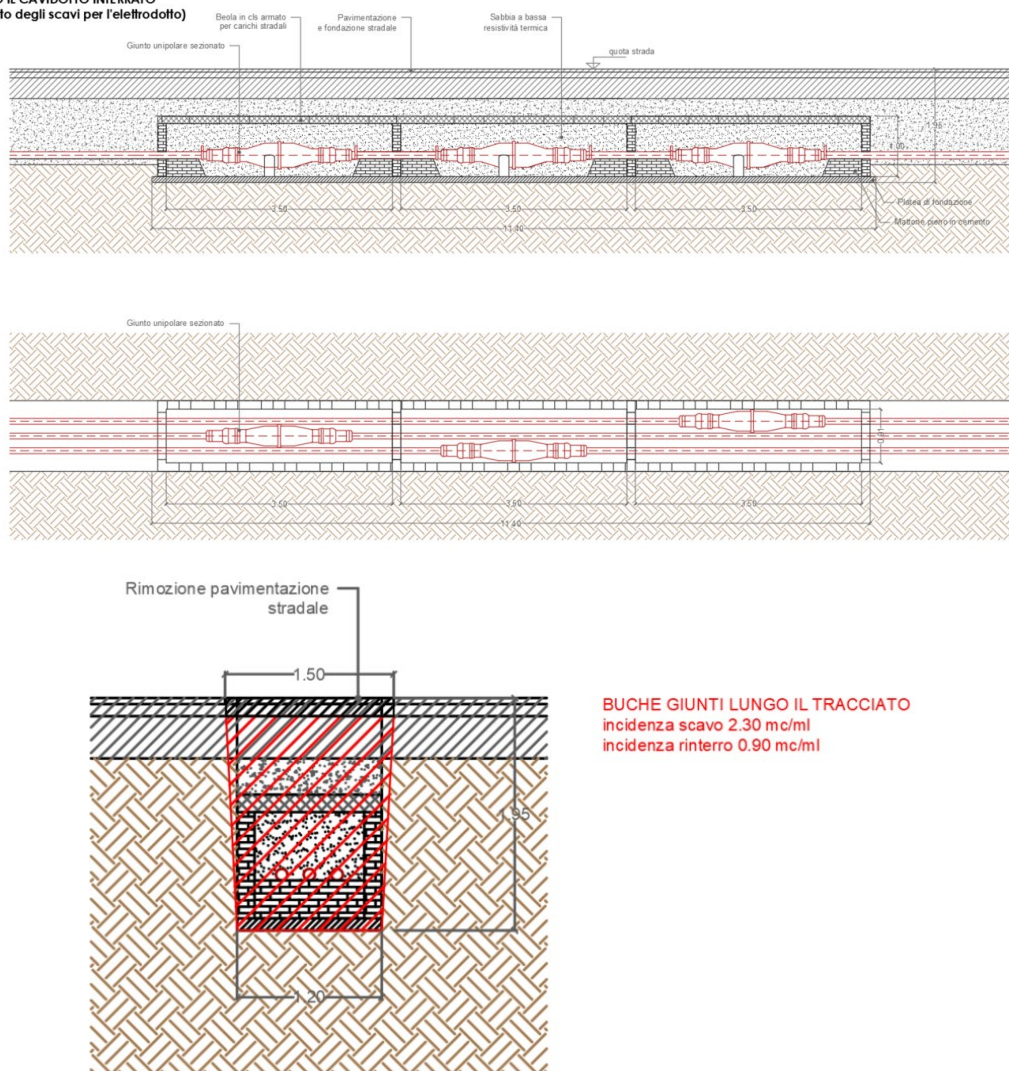 IL CAVIDOTTO INTERRATO
degli scavi per l'elettrodotto)
Beola in cls armato
per carichi stradali
Pavimentazione
e fondazione stradale
Sabbia a bassa
resistività termica
Giunto unipolare sezionato
quota strada
1.00
Platea di fondazione
Mattone pieno in cemento
3.50
3.50
3.50
11.40
Giunto unipolare sezionato
3.50
3.50
3.50
11.40
Rimozione pavimentazione
stradale
1.50
1.95
1.20
BUCHE GIUNTI LUNGO IL TRACCIATO
incidenza scavo 2.30 mc/ml
incidenza rinterro 0.90 mc/ml